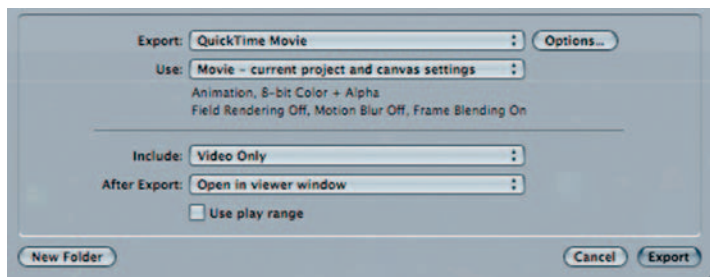 Export: QuickTime Movie Options...
Use: Movie - current project and canvas settings
Animation, 8-bit Color + Alpha
Field Rendering Off, Motion Blur Off, Frame Blending On
Include: Video Only
After Export: Open in viewer window
Use play range
New Folder Cancel Export